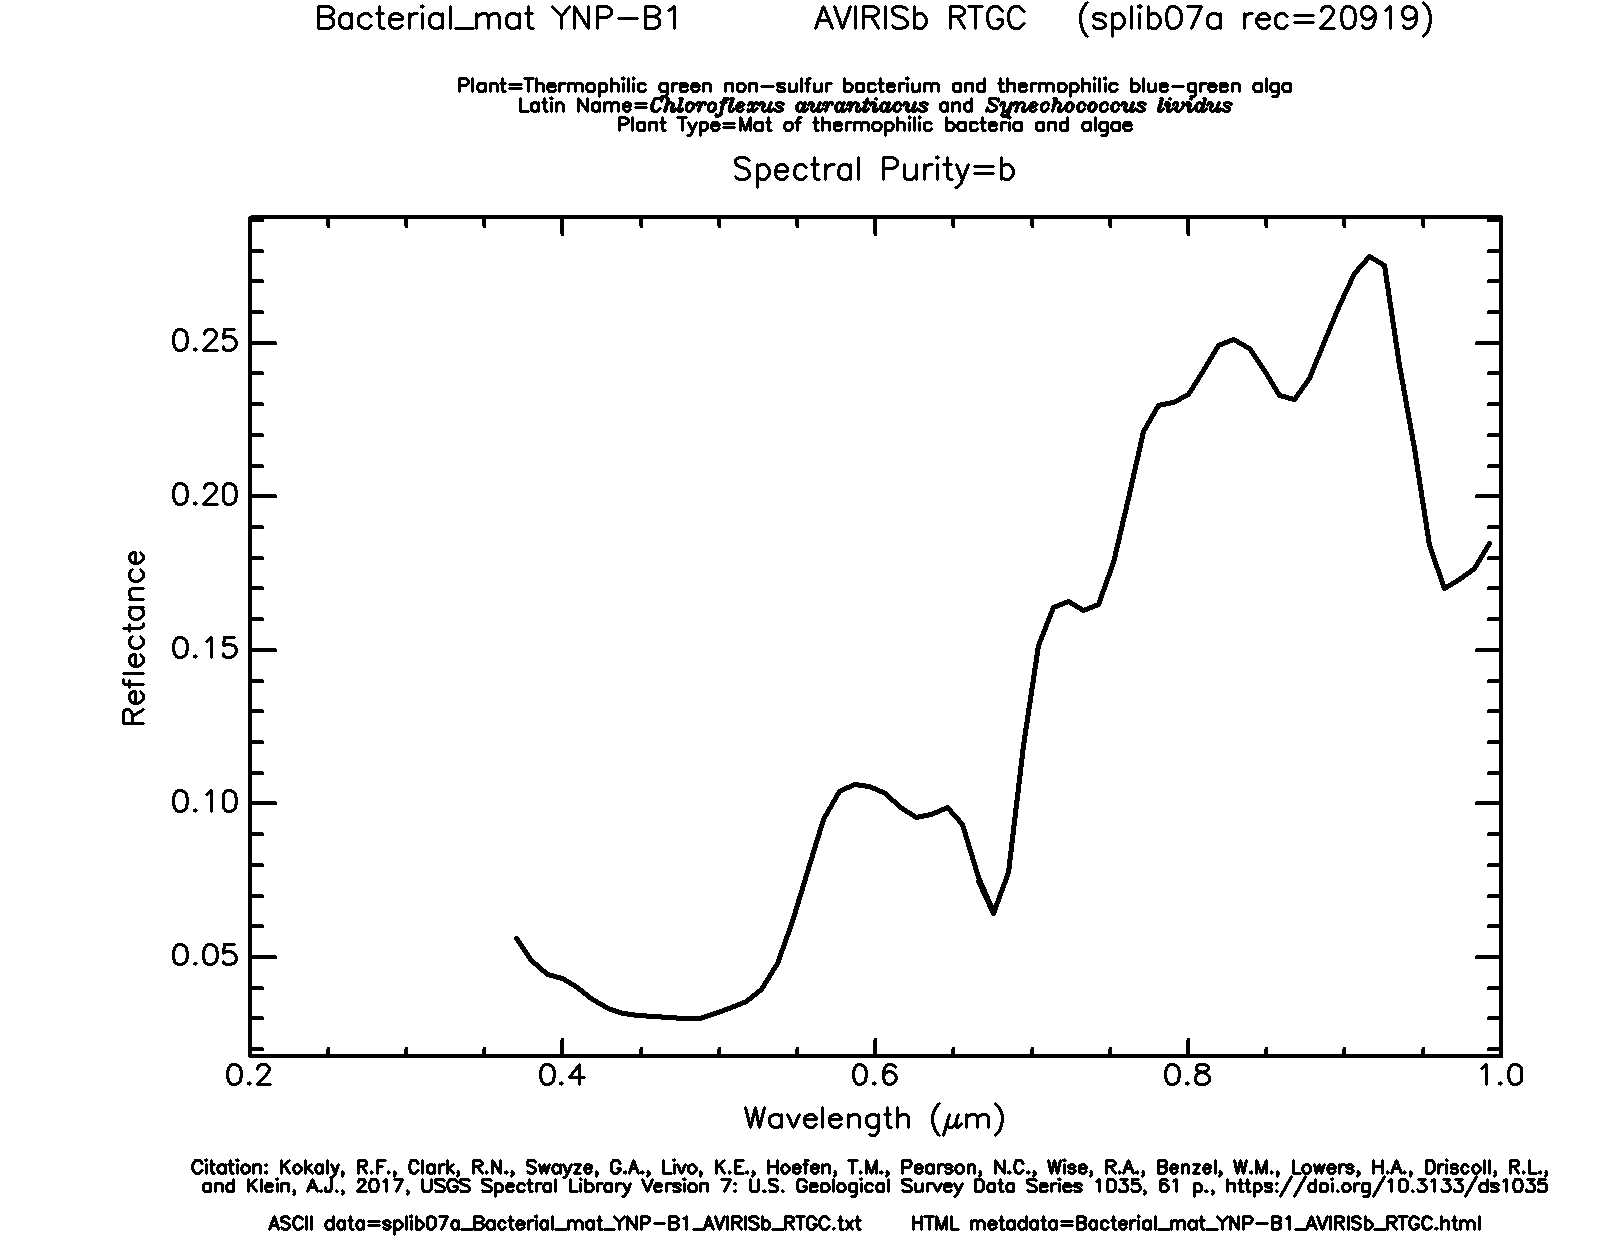 Bacterial_mat YNP-B1 AVIRISb RTGC (splib07a rec=20919)
Plant=Thermophilic green non-sulfur bacterium and thermophilic blue-green alga
Latin Name=Chloroflexus aurantiacus and Synechococcus lividus
Plant Type=Mat of thermophilic bacteria and algae
Spectral Purity=b
0.25
0.20
0.15
0.10
0.05
Reflectance
0.2 0.4 0.6 0.8 1.0
Wavelength (μm)
Citation: Kokaly, R.F., Clark, R.N., Swayze, G.A., Livo, K.E., Hoefen, T.M., Pearson, N.C., Wise, R.A., Benzel, W.M., Lowers, H.A., Driscoll, R.L.,
and Klein, A.J., 2017, USGS Spectral Library Version 7: U.S. Geological Survey Data Series 1035, 61 p., https://doi.org/10.3133/ds1035
ASCII data=splib07a_Bacterial_mat_YNP-B1_AVIRISb_RTGC.txt HTML metadata=Bacterial_mat_YNP-B1_AVIRISb_RTGC.html